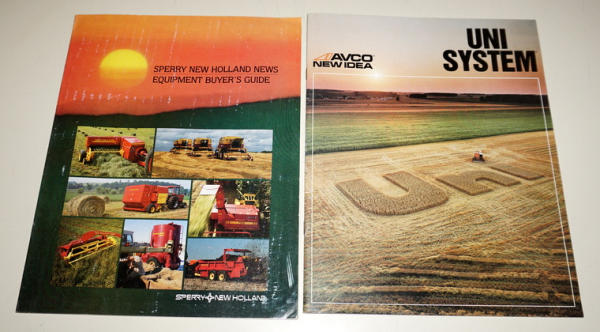 SPERRY NEW HOLLAND NEWS
EQUIPMENT BUYER'S GUIDE
SPERRY NEW HOLLAND
AVCO
NEW IDEA
UNI
SYSTEM
Uni